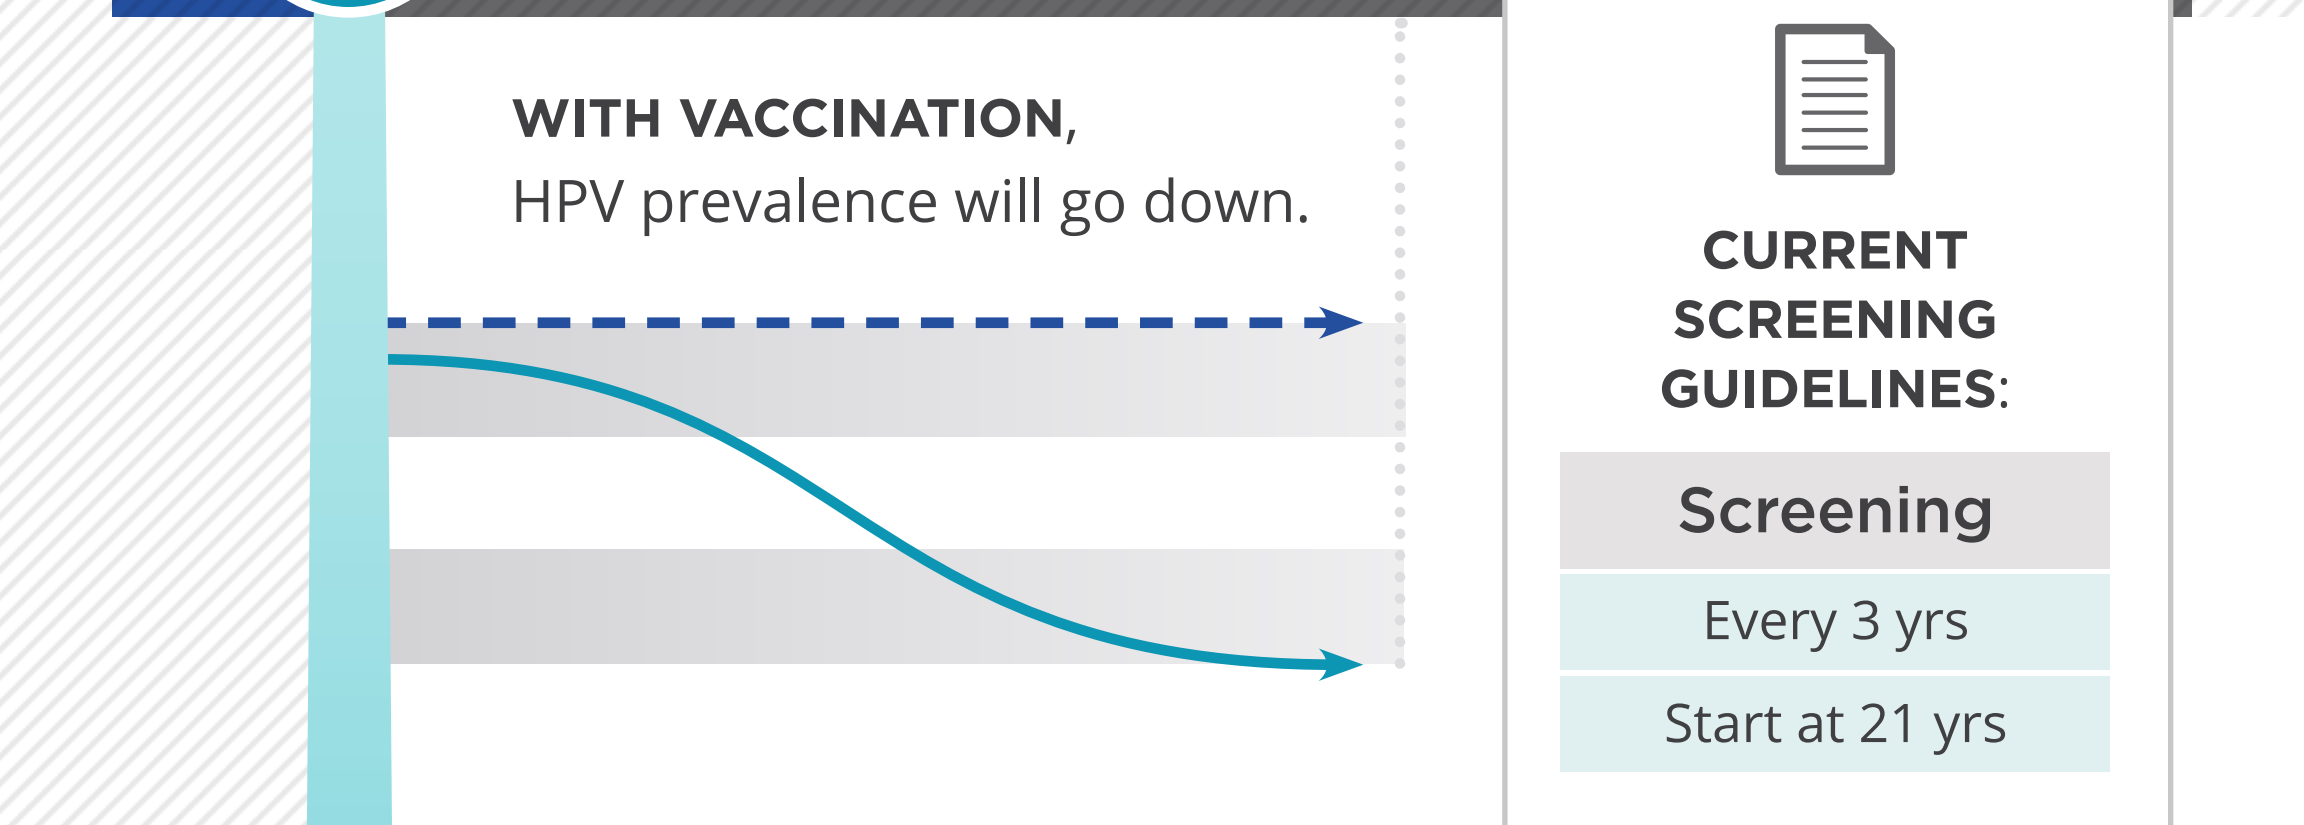 WITH VACCINATION,
HPV prevalence will go down.
CURRENT
SCREENING
GUIDELINES:
Screening
Every 3 yrs
Start at 21 yrs